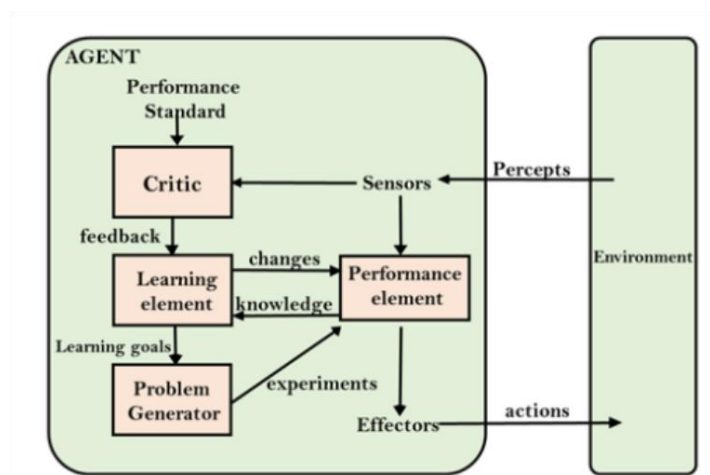 AGENT
Performance
Standard
Critic
Sensors
Percepts
feedback
changes
Learning
element
Performance
element
Environment
knowledge
Learning goals
experiments
Problem
Generator
Effectors
actions